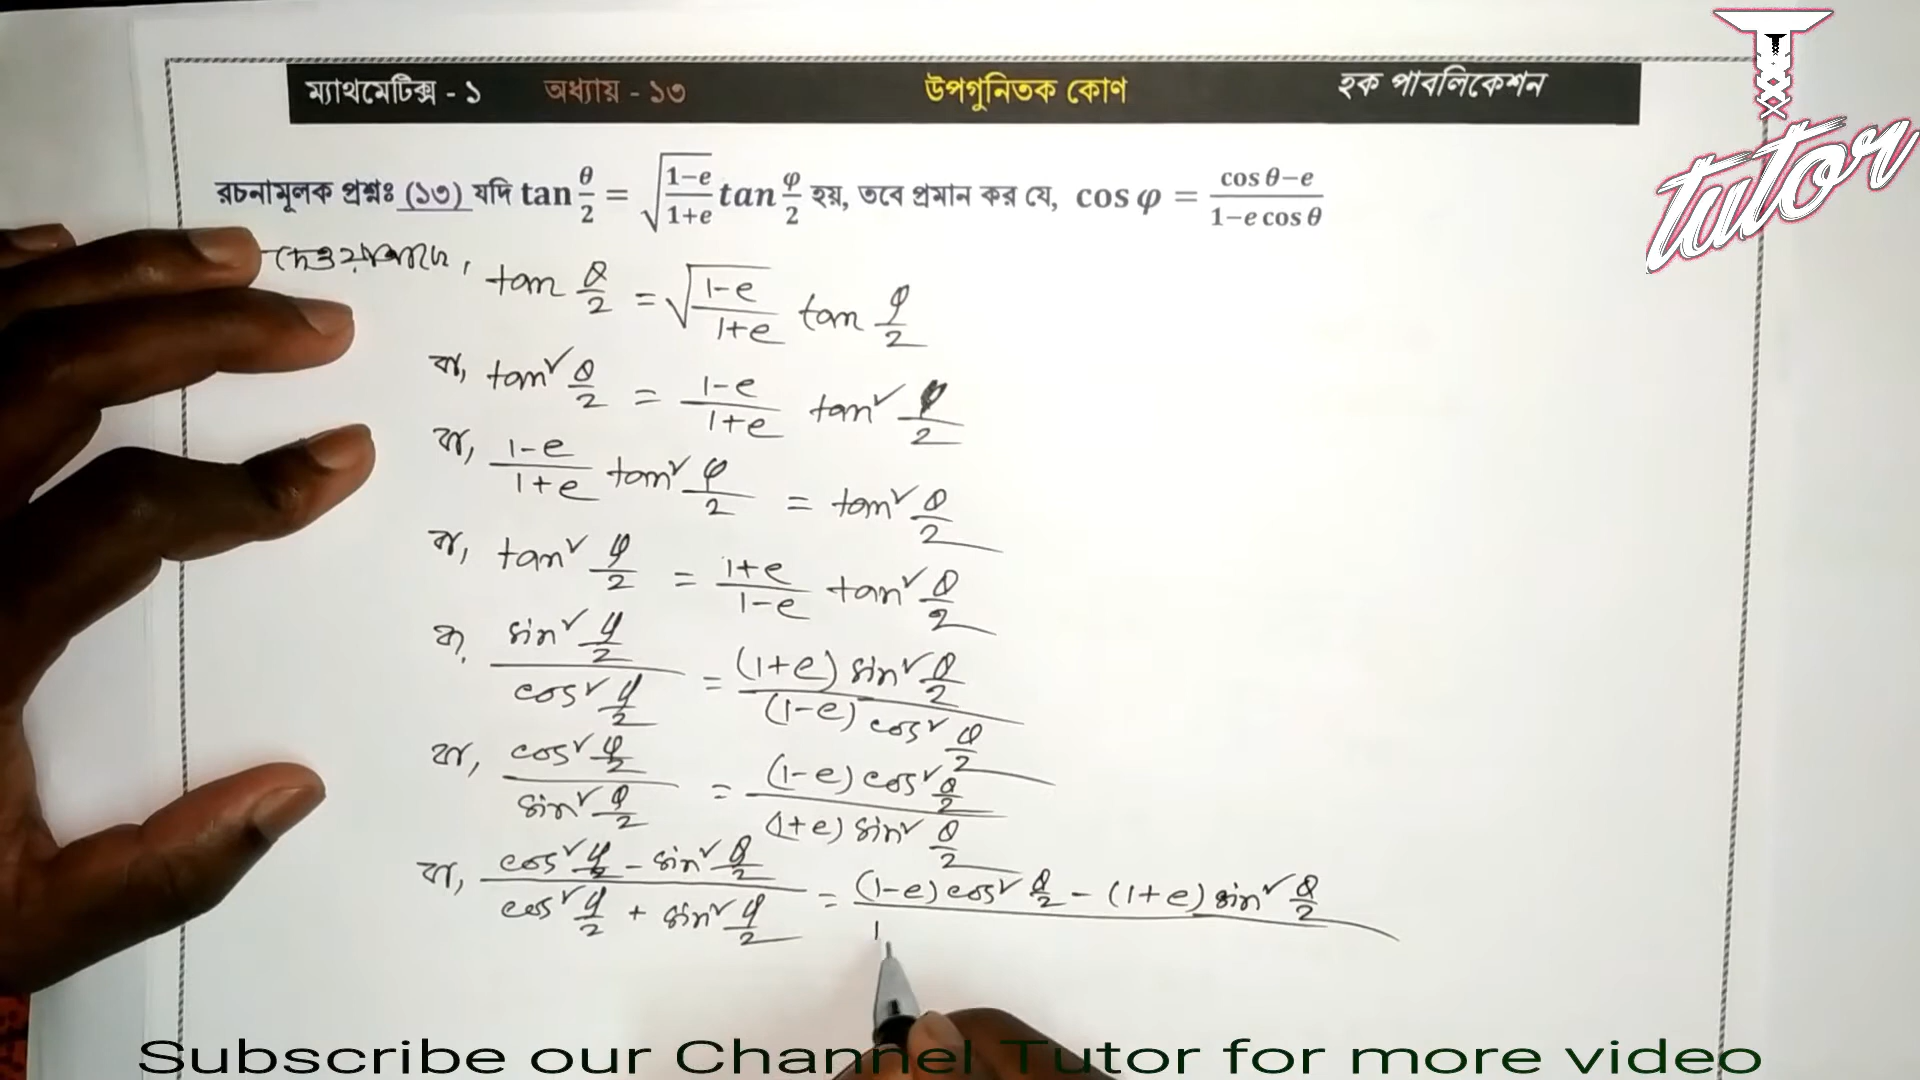 ম্যাথমেটিক্স - ১ অধ্যায় - ১৩ উপগুনিতক কোণ হক পাবলিকেশন
T
tutor
রচনামূলক প্রশ্নঃ (১৩) যদি tan θ/2 = √((1−e)/(1+e)) tan φ/2 হয়, তবে প্রমান কর যে, cos φ = (cos θ−e)/(1−e cos θ)
tan θ/2 = √((1-e)/(1+e)) tan φ/2
বা, tan² θ/2 = (1-e)/(1+e) tan² φ/2
বা, (1-e)/(1+e) tan² φ/2 = tan² θ/2
বা, tan² φ/2 = (1+e)/(1-e) tan² θ/2
বা, (sin² φ/2)/(cos² φ/2) = ((1+e) sin² θ/2)/((1-e) cos² θ/2)
বা, (cos² φ/2)/(sin² φ/2) = ((1-e) cos² θ/2)/((1+e) sin² θ/2)
বা, (cos² φ/2 - sin² φ/2)/(cos² φ/2 + sin² φ/2) = ((1-e) cos² θ/2 - (1+e) sin² θ/2)/
Subscribe our Channel Tutor for more video